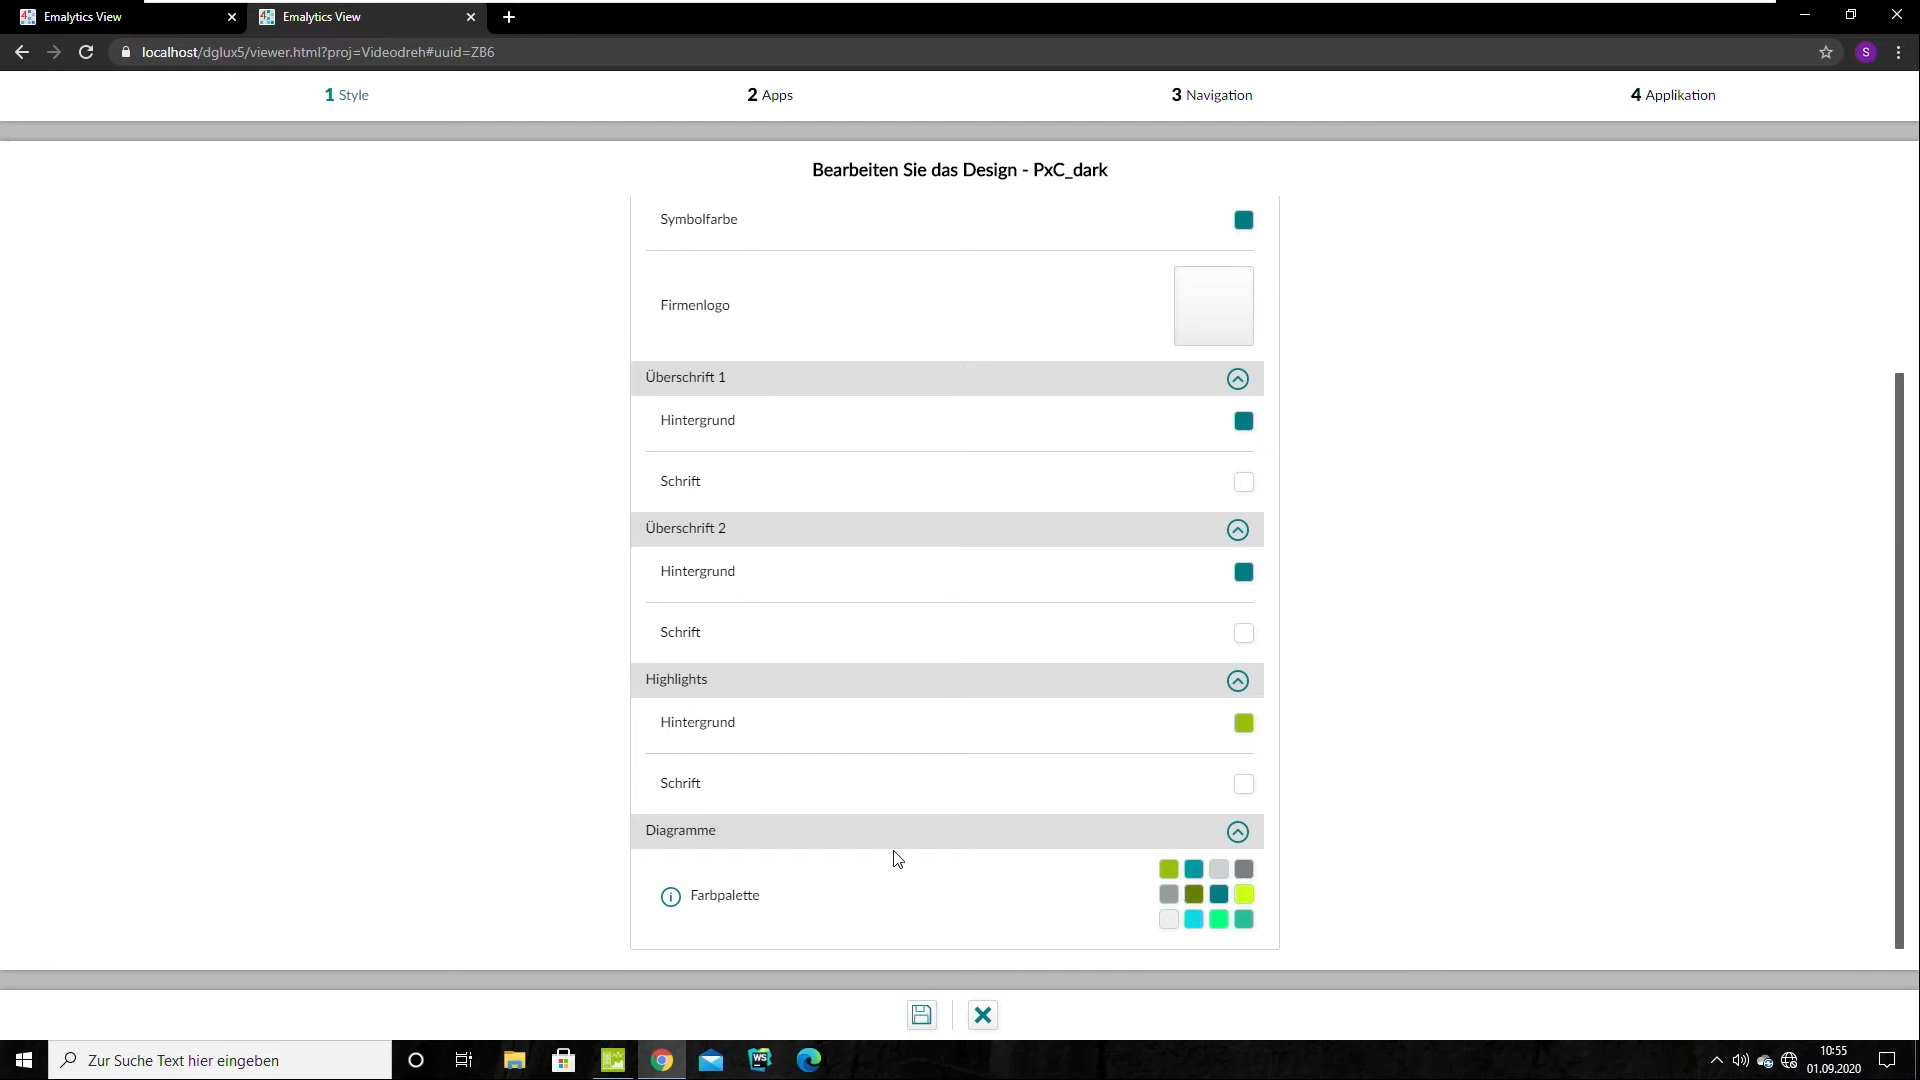 Emalytics View
Emalytics View
localhost/dglux5/viewer.html?proj=Videodreh#uuid=ZB6
S
1 Style
2 Apps
3 Navigation
4 Applikation
Bearbeiten Sie das Design - PxC_dark
Symbolfarbe
Firmenlogo
Überschrift 1
Hintergrund
Schrift
Überschrift 2
Hintergrund
Schrift
Highlights
Hintergrund
Schrift
Diagramme
Farbpalette
Zur Suche Text hier eingeben
WS
10:55
01.09.2020